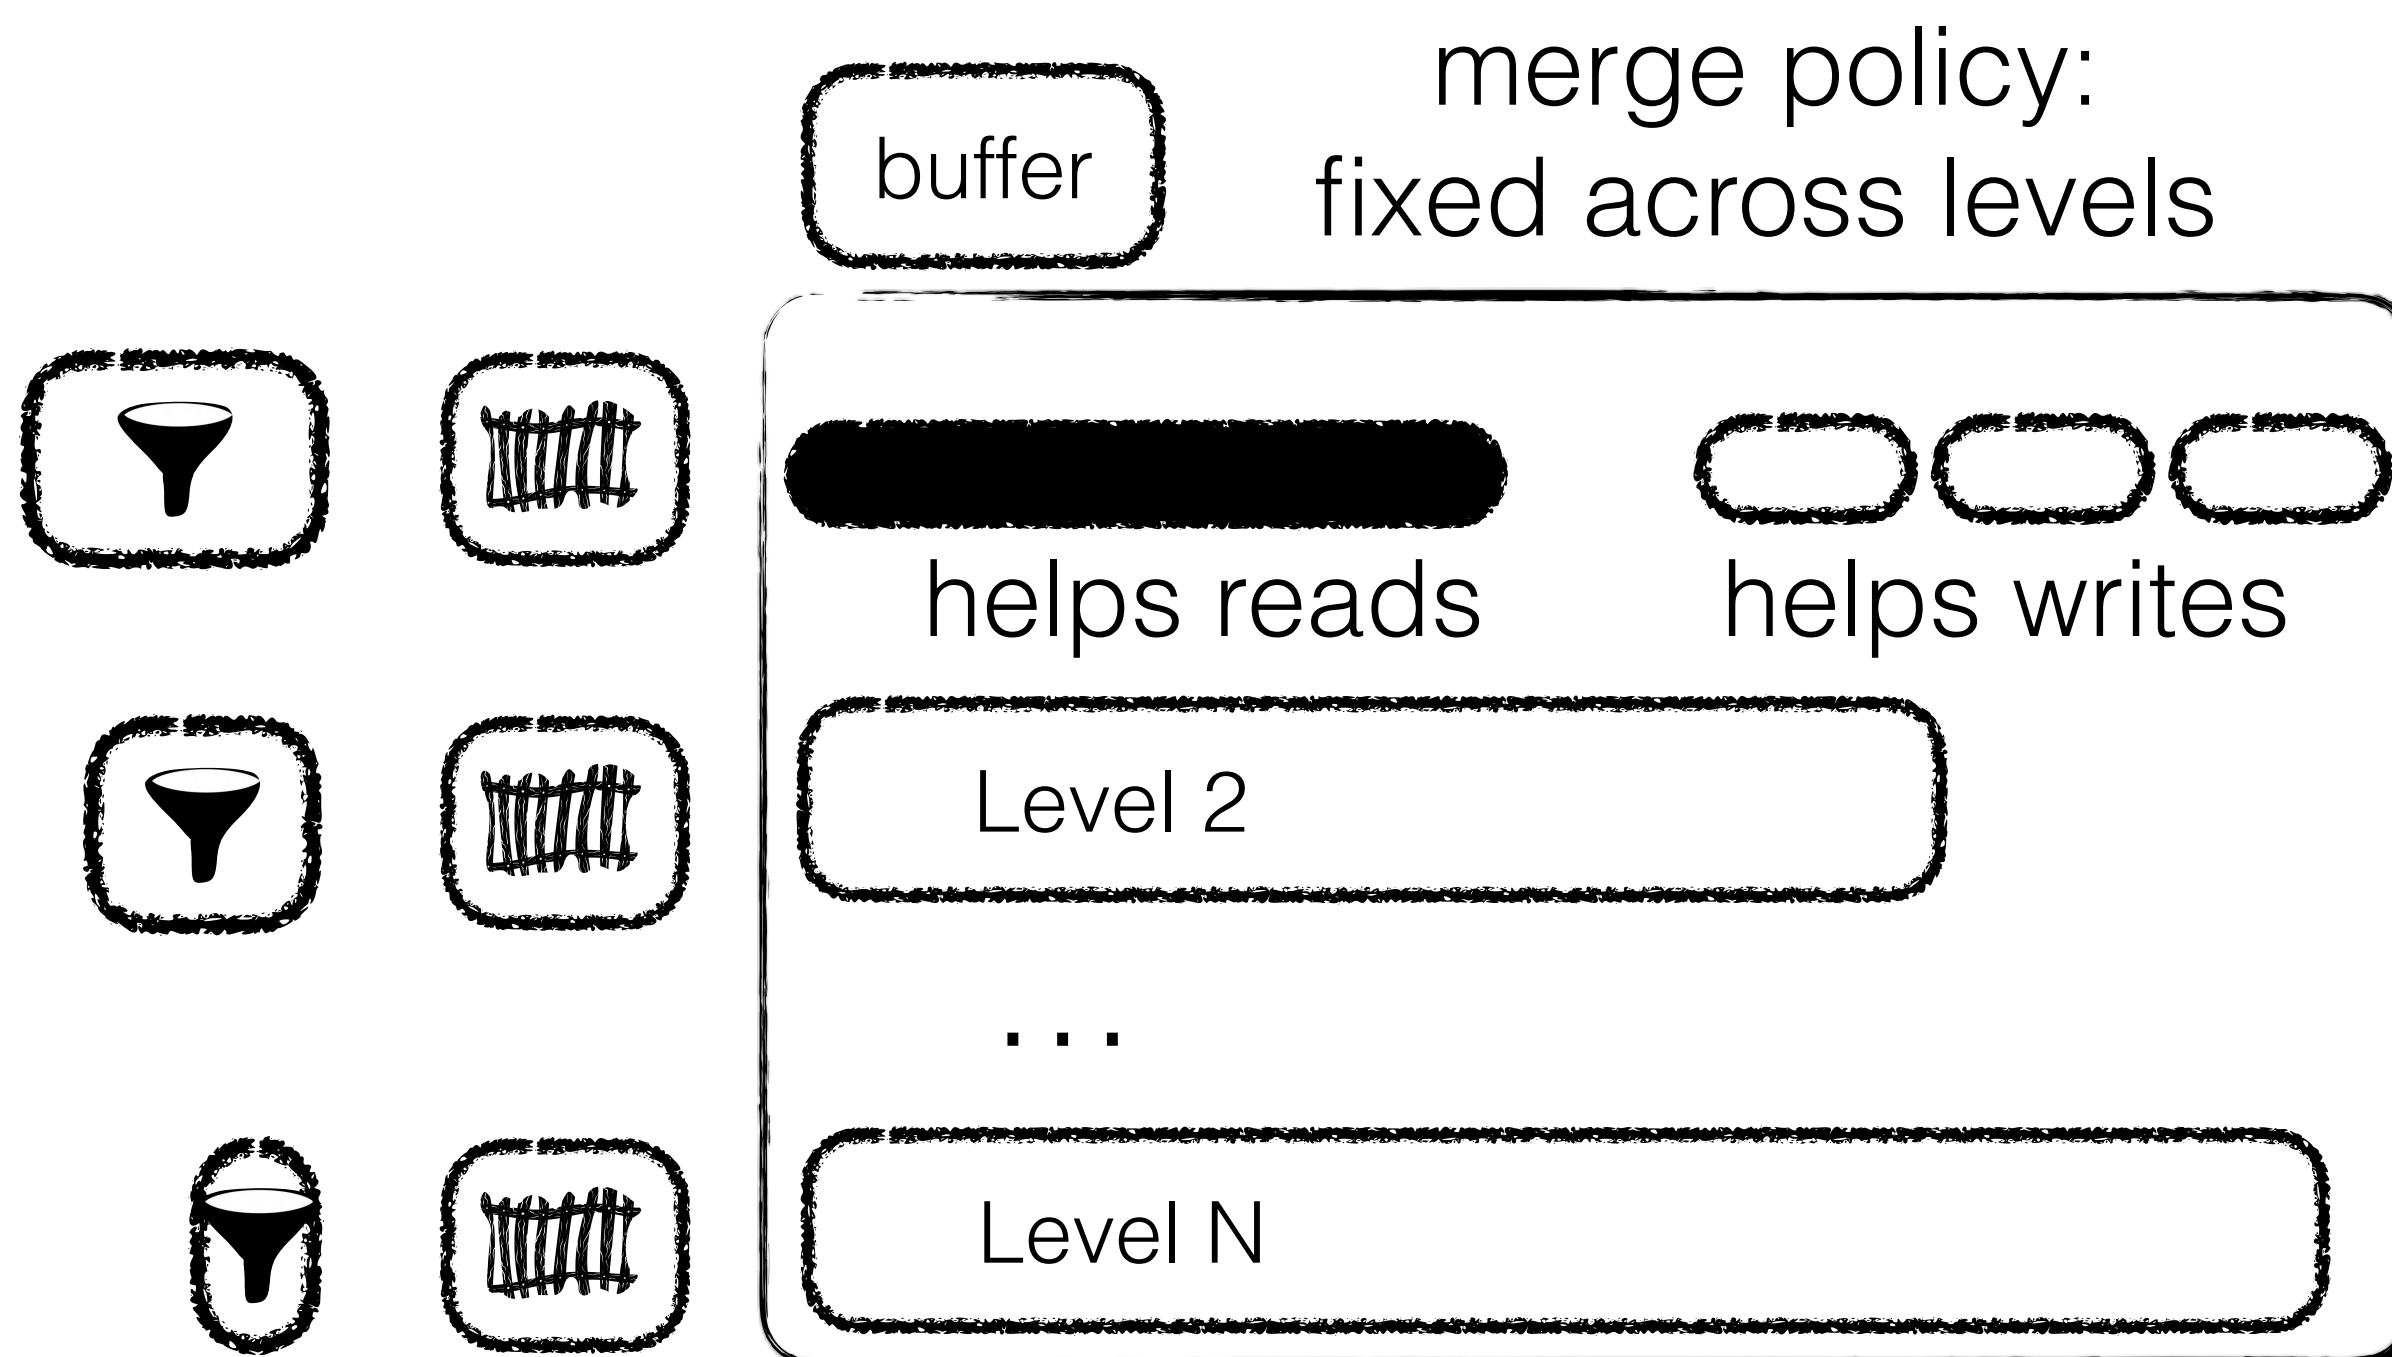 merge policy:
fixed across levels
buffer
helps reads
helps writes
Level 2
...
Level N